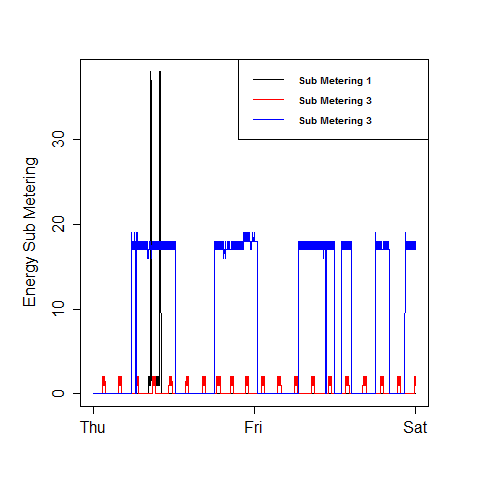 Sub Metering 1
Sub Metering 3
Sub Metering 3
Energy Sub Metering
30
20
10
0
Thu Fri Sat